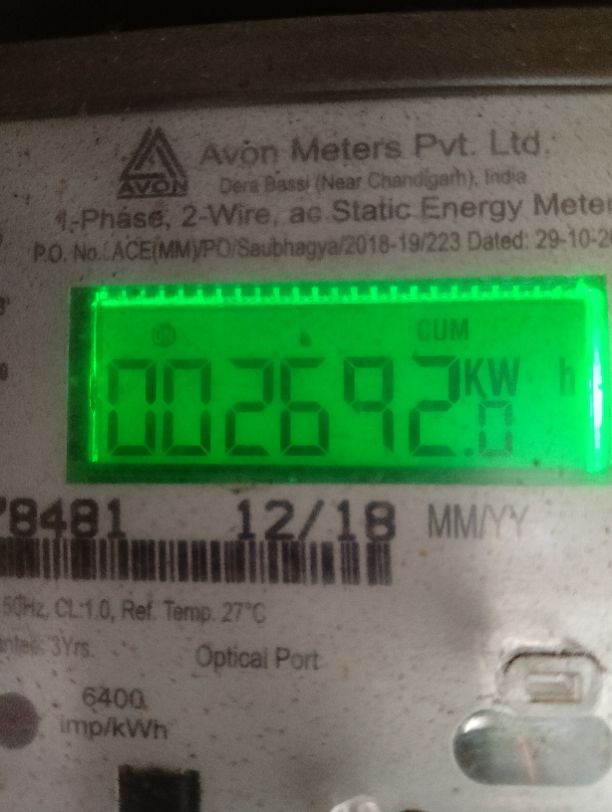 Avon Meters Pvt. Ltd.
AVON
Dera Bassi (Near Chandigarh), India
1-Phase, 2-Wire, ac Static Energy Meter
P.O. No.: ACE(MM)/PO/Saubhagya/2018-19/223 Dated: 29-10-20
CUM
002692.0 KW h
78481 12/18 MM/YY
50Hz, CL:1.0, Ref. Temp. 27°C
3Yrs.
Optical Port
6400
imp/kWh